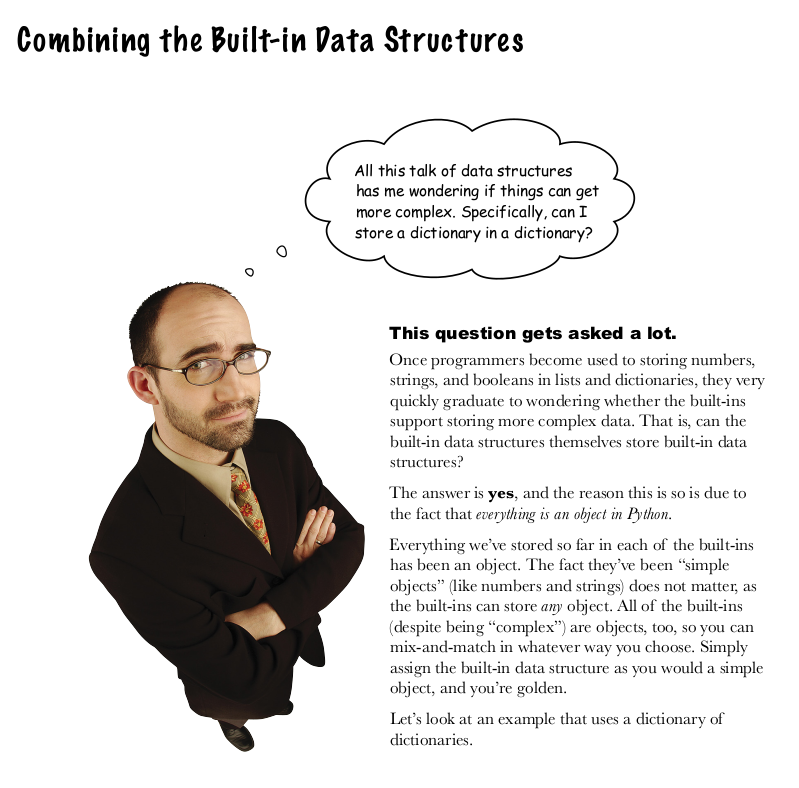 Combining the Built-in Data Structures
All this talk of data structures
has me wondering if things can get
more complex. Specifically, can I
store a dictionary in a dictionary?
This question gets asked a lot.
Once programmers become used to storing numbers,
strings, and booleans in lists and dictionaries, they very
quickly graduate to wondering whether the built-ins
support storing more complex data. That is, can the
built-in data structures themselves store built-in data
structures?
The answer is yes, and the reason this is so is due to
the fact that everything is an object in Python.
Everything we’ve stored so far in each of the built-ins
has been an object. The fact they’ve been “simple
objects” (like numbers and strings) does not matter, as
the built-ins can store any object. All of the built-ins
(despite being “complex”) are objects, too, so you can
mix-and-match in whatever way you choose. Simply
assign the built-in data structure as you would a simple
object, and you’re golden.
Let’s look at an example that uses a dictionary of
dictionaries.